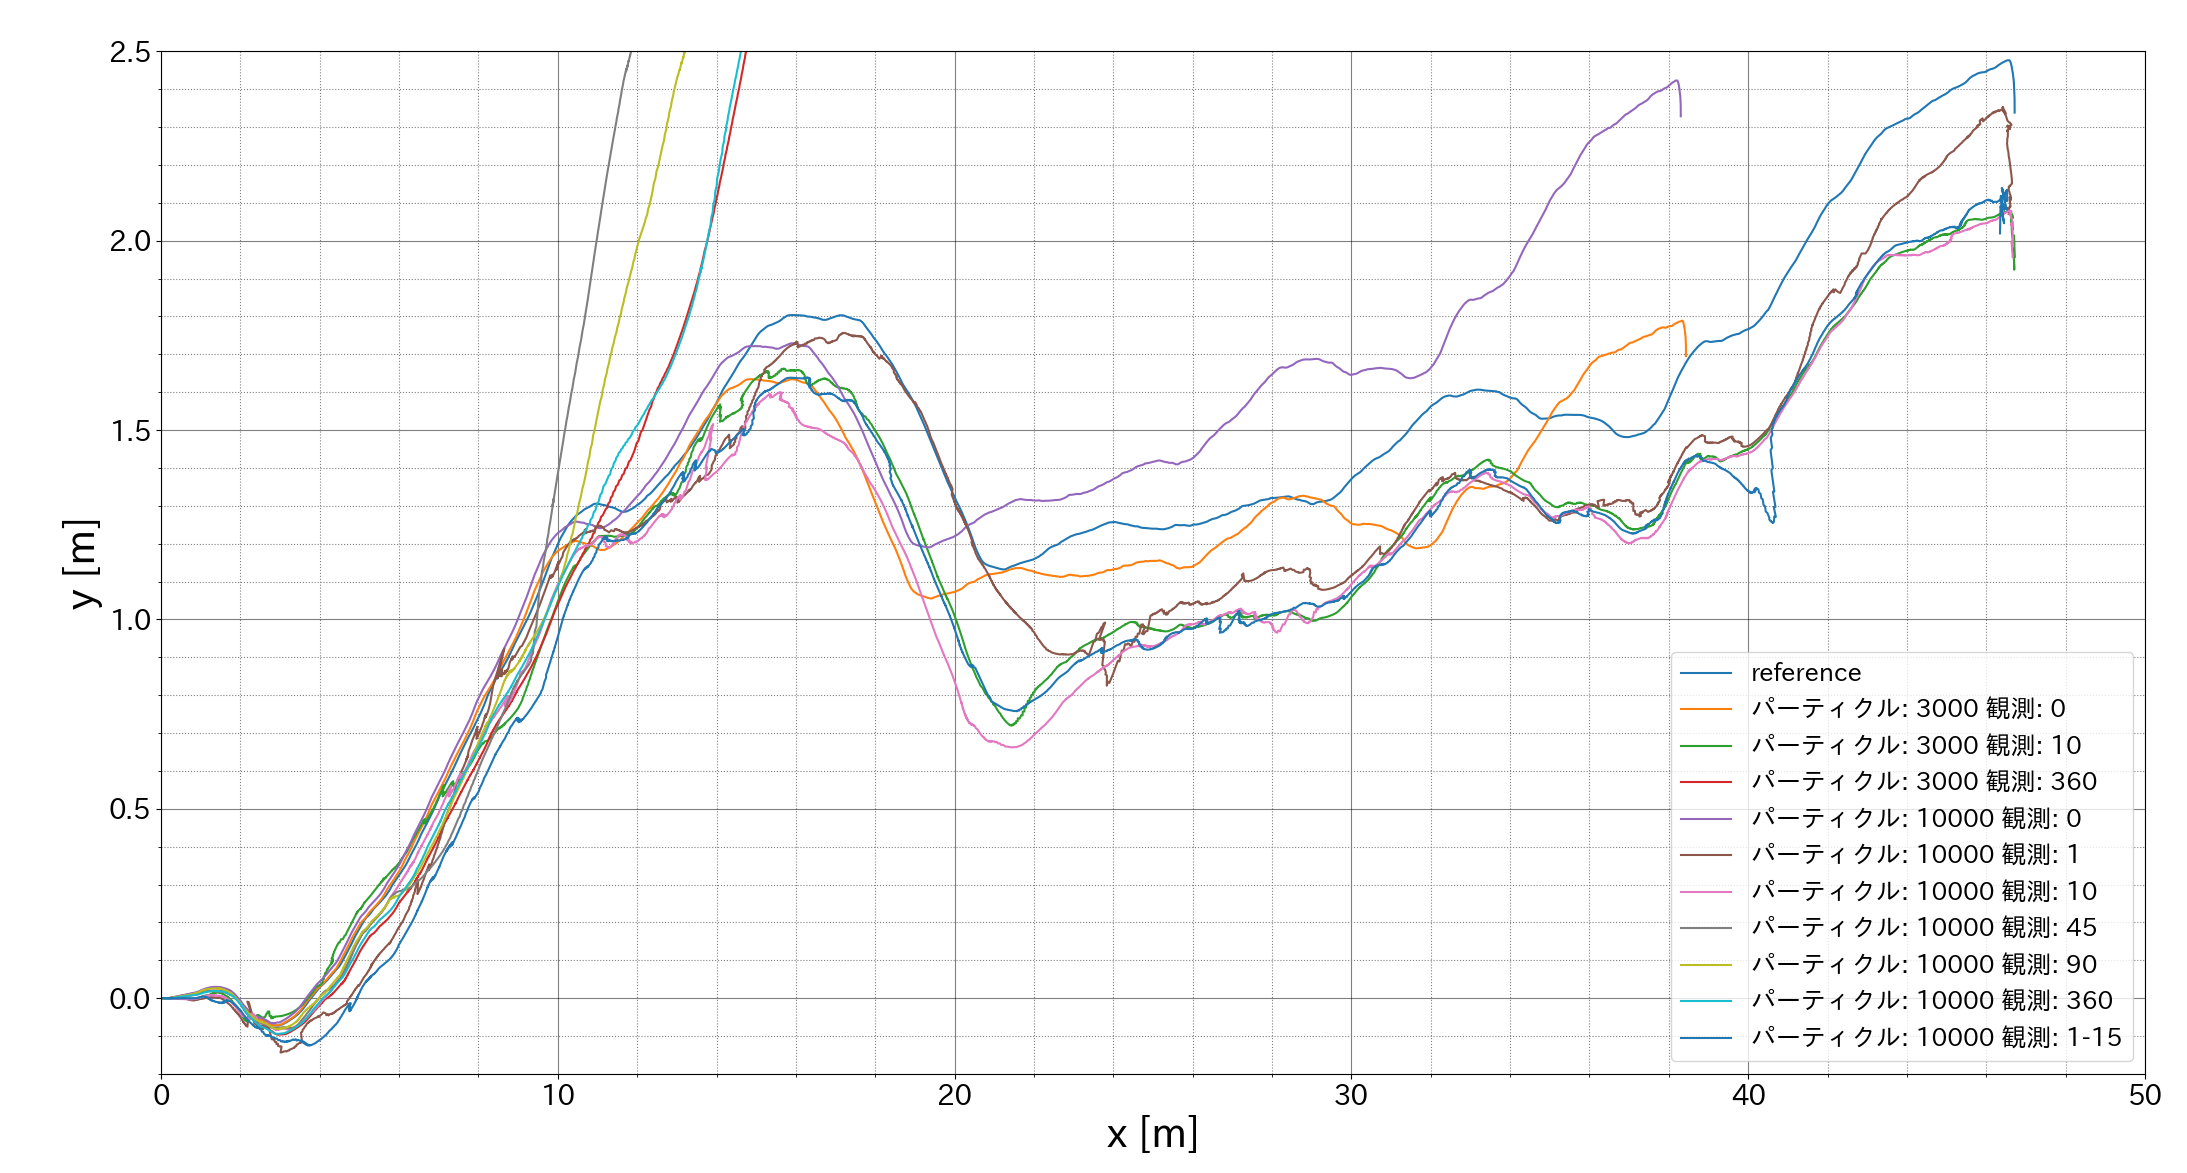 2.5
2.0
1.5
1.0
0.5
0.0
y [m]
0 10 20 30 40 50
x [m]
reference
パーティクル: 3000 観測: 0
パーティクル: 3000 観測: 10
パーティクル: 3000 観測: 360
パーティクル: 10000 観測: 0
パーティクル: 10000 観測: 1
パーティクル: 10000 観測: 10
パーティクル: 10000 観測: 45
パーティクル: 10000 観測: 90
パーティクル: 10000 観測: 360
パーティクル: 10000 観測: 1-15